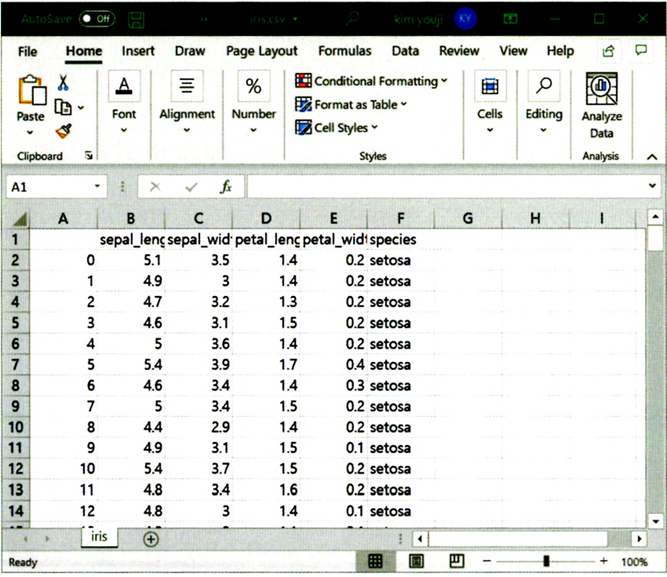 AutoSave Off iris.csv kim youji KY
File Home Insert Draw Page Layout Formulas Data Review View Help
Paste Font Alignment Number Conditional Formatting Format as Table Cell Styles Cells Editing Analyze Data
Clipboard Styles Analysis
A1 fx
A B C D E F G H I
1 sepal_leng sepal_widt petal_leng petal_widt species
2 0 5.1 3.5 1.4 0.2 setosa
3 1 4.9 3 1.4 0.2 setosa
4 2 4.7 3.2 1.3 0.2 setosa
5 3 4.6 3.1 1.5 0.2 setosa
6 4 5 3.6 1.4 0.2 setosa
7 5 5.4 3.9 1.7 0.4 setosa
8 6 4.6 3.4 1.4 0.3 setosa
9 7 5 3.4 1.5 0.2 setosa
10 8 4.4 2.9 1.4 0.2 setosa
11 9 4.9 3.1 1.5 0.1 setosa
12 10 5.4 3.7 1.5 0.2 setosa
13 11 4.8 3.4 1.6 0.2 setosa
14 12 4.8 3 1.4 0.1 setosa
iris
Ready 100%